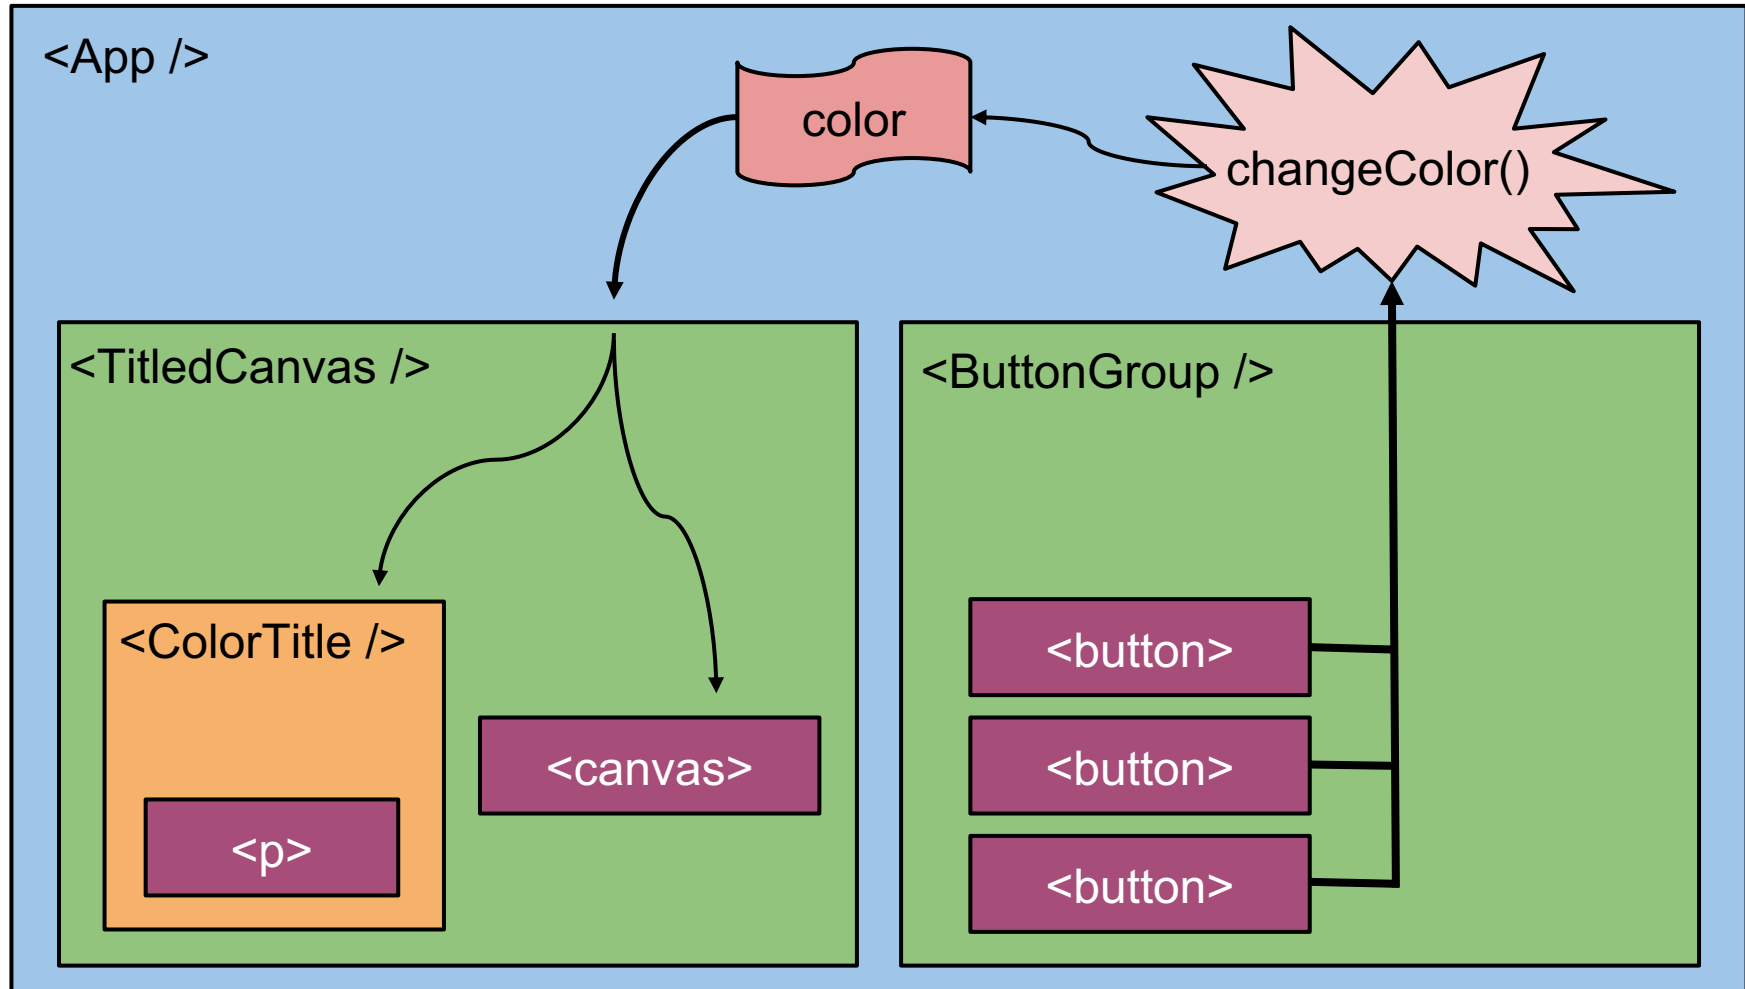 <App />
color
changeColor()
<TitledCanvas />
<ButtonGroup />
<ColorTitle />
<p>
<canvas>
<button>
<button>
<button>